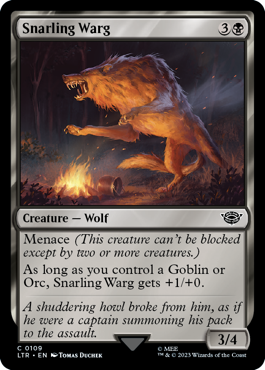 Snarling Warg 3
Creature — Wolf
Menace (This creature can't be blocked
except by two or more creatures.)
As long as you control a Goblin or
Orc, Snarling Warg gets +1/+0.
A shuddering howl broke from him, as if
he were a captain summoning his pack
to the assault.
3/4
C 0109
LTR • EN Tomas Duchek
© MEE
™ & © 2023 Wizards of the Coast